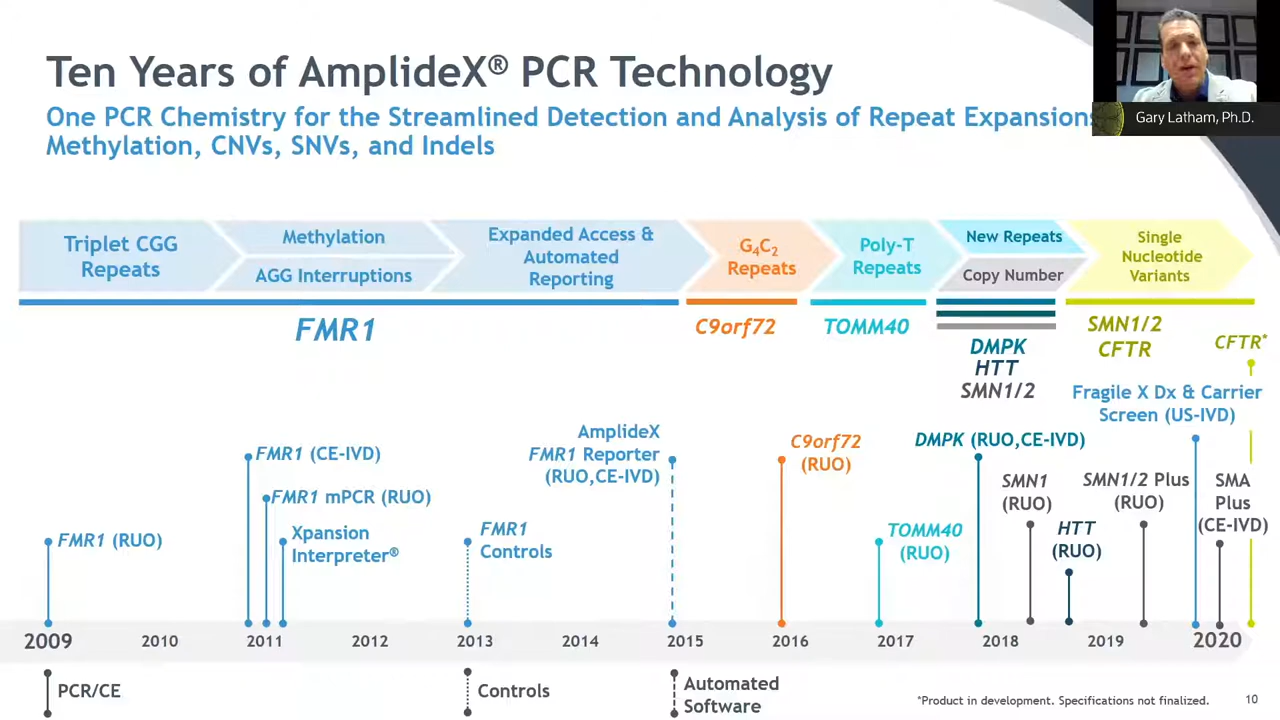 Ten Years of AmplideX® PCR Technology
One PCR Chemistry for the Streamlined Detection and Analysis of Repeat Expansions
Methylation, CNVs, SNVs, and Indels
Gary Latham, Ph.D.
Triplet CGG
Repeats
Methylation
AGG Interruptions
Expanded Access &
Automated
Reporting
G4C2
Repeats
Poly-T
Repeats
New Repeats
Copy Number
Single
Nucleotide
Variants
FMR1
C9orf72
TOMM40
DMPK
HTT
SMN1/2
SMN1/2
CFTR
CFTR*
Fragile X Dx & Carrier
Screen (US-IVD)
FMR1 (RUO)
FMR1 (CE-IVD)
FMR1 mPCR (RUO)
Xpansion
Interpreter®
FMR1
Controls
AmplideX
FMR1 Reporter
(RUO,CE-IVD)
C9orf72
(RUO)
TOMM40
(RUO)
DMPK (RUO,CE-IVD)
SMN1
(RUO)
HTT
(RUO)
SMN1/2 Plus
(RUO)
SMA
Plus
(CE-IVD)
2009
2010
2011
2012
2013
2014
2015
2016
2017
2018
2019
2020
PCR/CE
Controls
Automated
Software
*Product in development. Specifications not finalized.
10